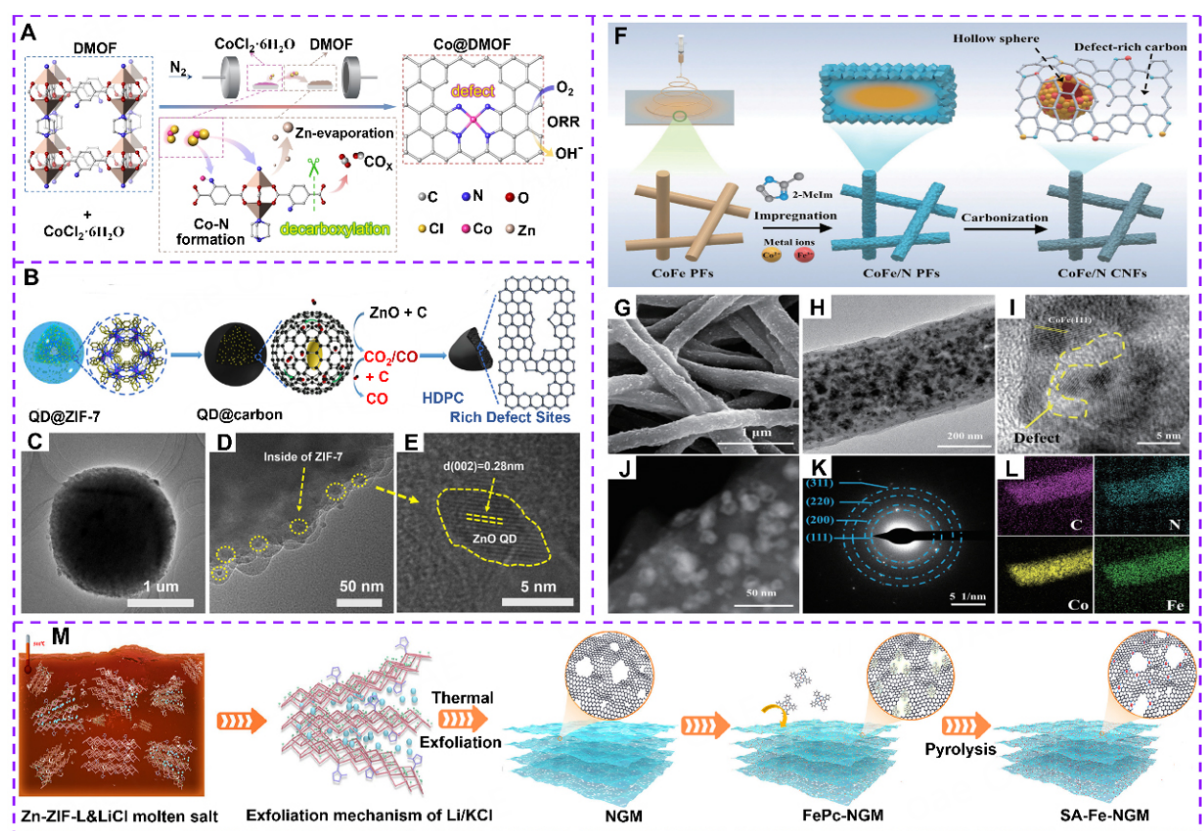 A
DMOF
+
CoCl₂·6H₂O
N₂
CoCl₂·6H₂O
DMOF
Zn-evaporation
COₓ
Co-N
formation
decarboxylation
Co@DMOF
defect
O₂
ORR
OH⁻
C N O
Cl Co Zn
B
QD@ZIF-7
QD@carbon
ZnO + C
CO₂/CO
+ C
CO
HDPC
Rich Defect Sites
C
1 um
D
Inside of ZIF-7
50 nm
E
d(002)=0.28nm
ZnO QD
5 nm
F
Hollow sphere
Defect-rich carbon
2-MeIm
Impregnation
Metal ions
Carbonization
CoFe PFs
CoFe/N PFs
CoFe/N CNFs
G
1 μm
H
200 nm
I
CoFe(111)
Defect
5 nm
J
50 nm
K
(311)
(220)
(200)
(111)
5 1/nm
L
C
N
Co
Fe
M
Zn-ZIF-L&LiCl molten salt
Exfoliation mechanism of Li/KCl
Thermal
Exfoliation
NGM
FePc-NGM
Pyrolysis
SA-Fe-NGM